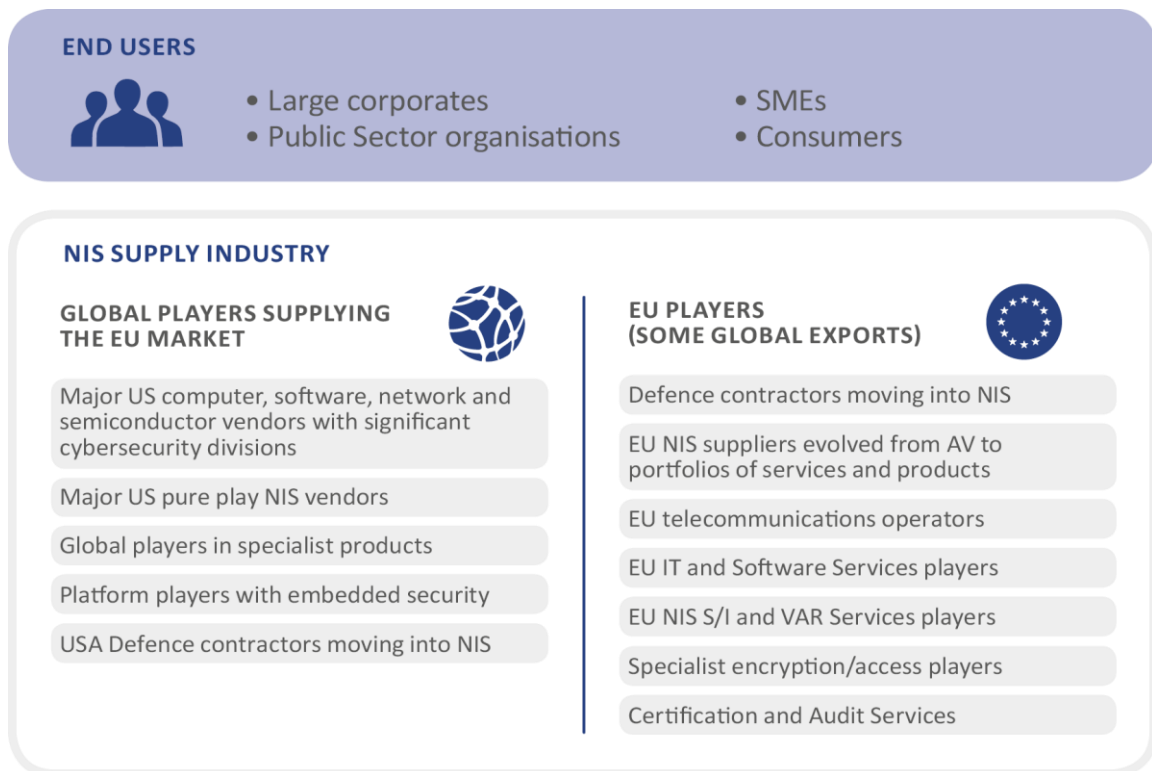 END USERS
• Large corporates
• Public Sector organisations
• SMEs
• Consumers
NIS SUPPLY INDUSTRY
GLOBAL PLAYERS SUPPLYING
THE EU MARKET
Major US computer, software, network and
semiconductor vendors with significant
cybersecurity divisions
Major US pure play NIS vendors
Global players in specialist products
Platform players with embedded security
USA Defence contractors moving into NIS
EU PLAYERS
(SOME GLOBAL EXPORTS)
Defence contractors moving into NIS
EU NIS suppliers evolved from AV to
portfolios of services and products
EU telecommunications operators
EU IT and Software Services players
EU NIS S/I and VAR Services players
Specialist encryption/access players
Certification and Audit Services